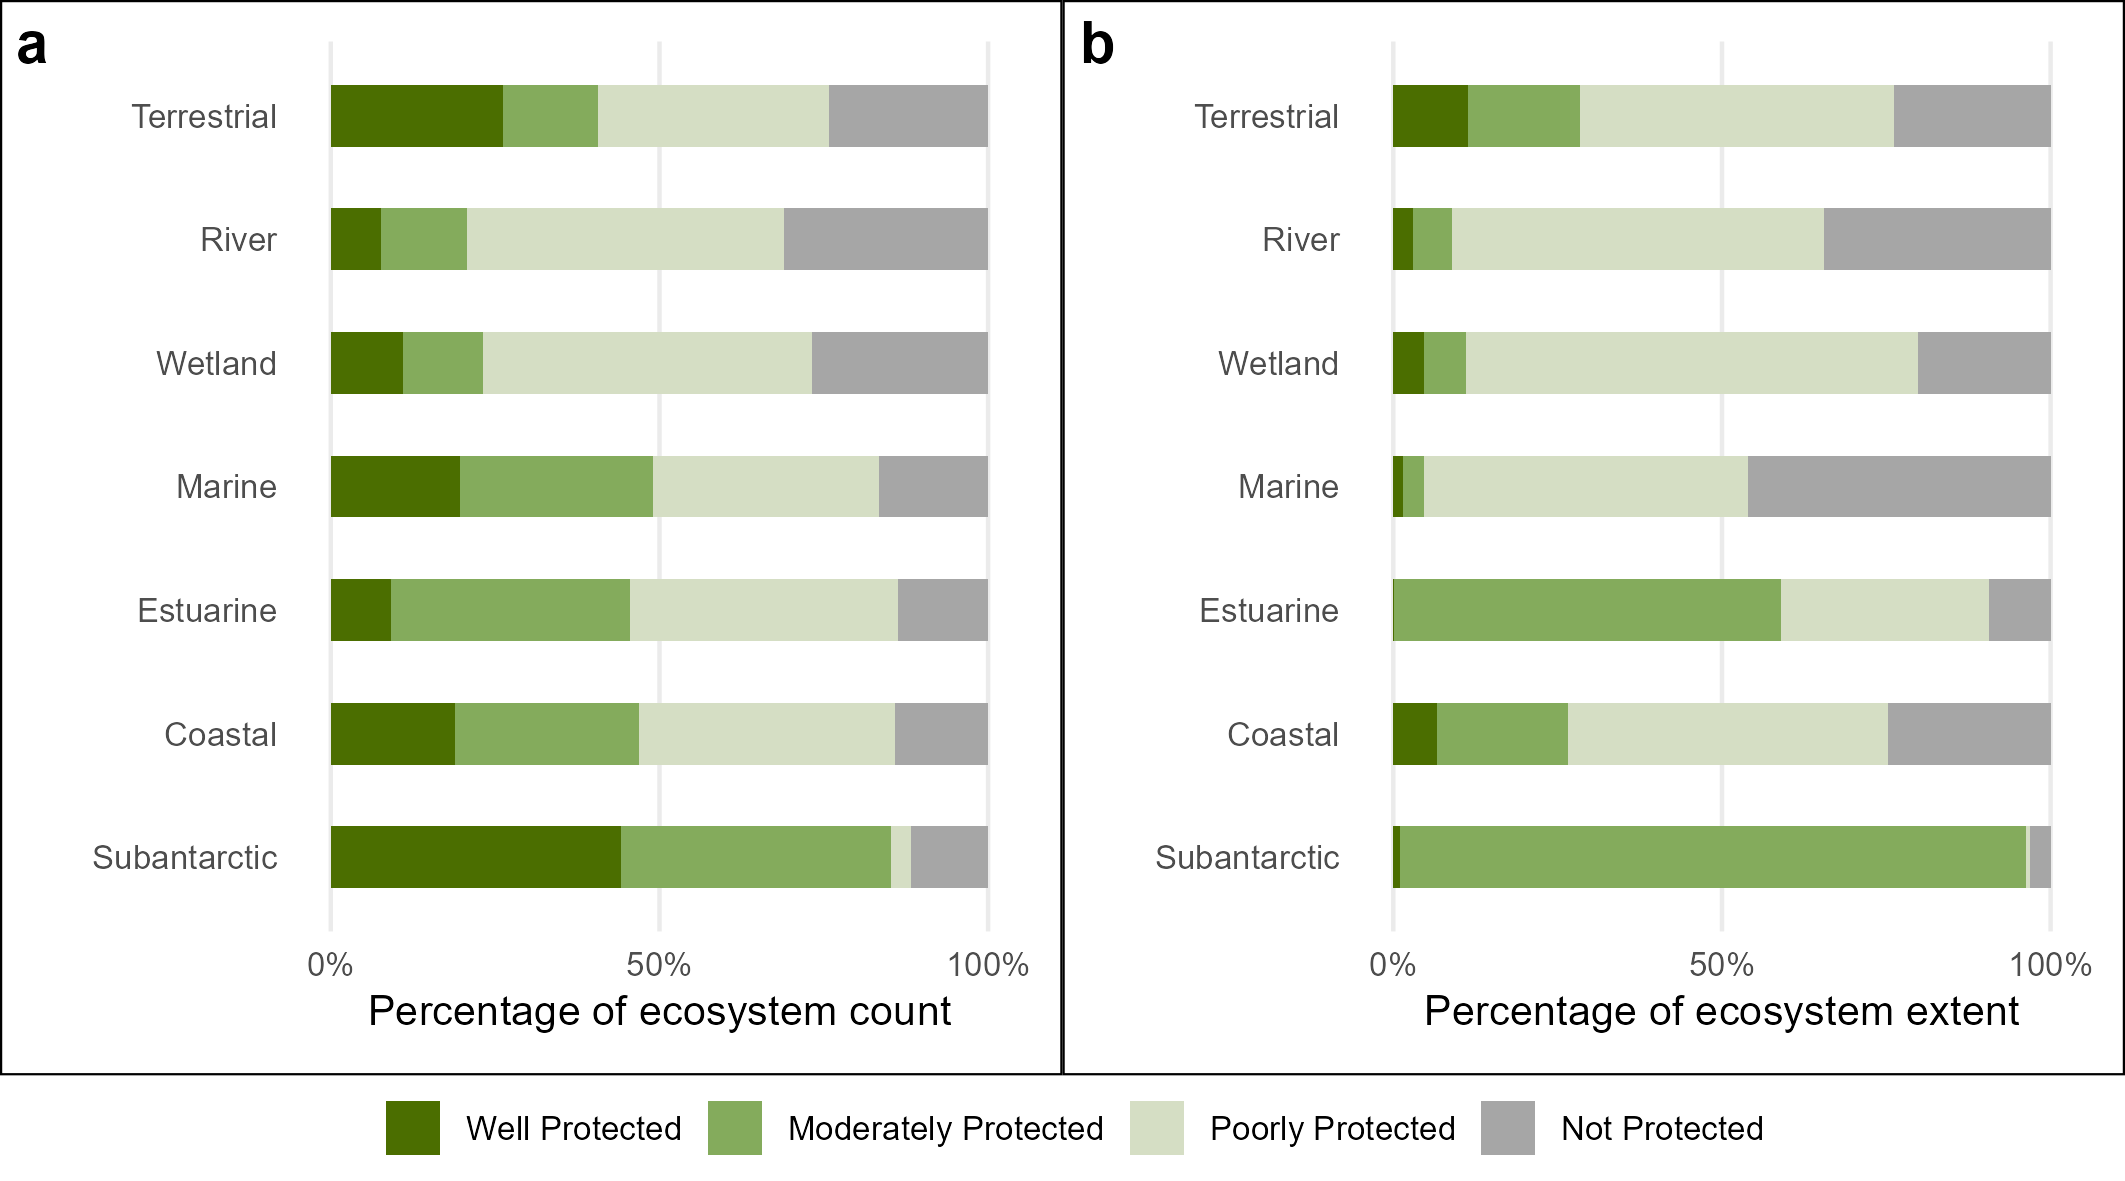 a
Terrestrial
River
Wetland
Marine
Estuarine
Coastal
Subantarctic
0% 50% 100%
Percentage of ecosystem count
b
Terrestrial
River
Wetland
Marine
Estuarine
Coastal
Subantarctic
0% 50% 100%
Percentage of ecosystem extent
Well Protected Moderately Protected Poorly Protected Not Protected